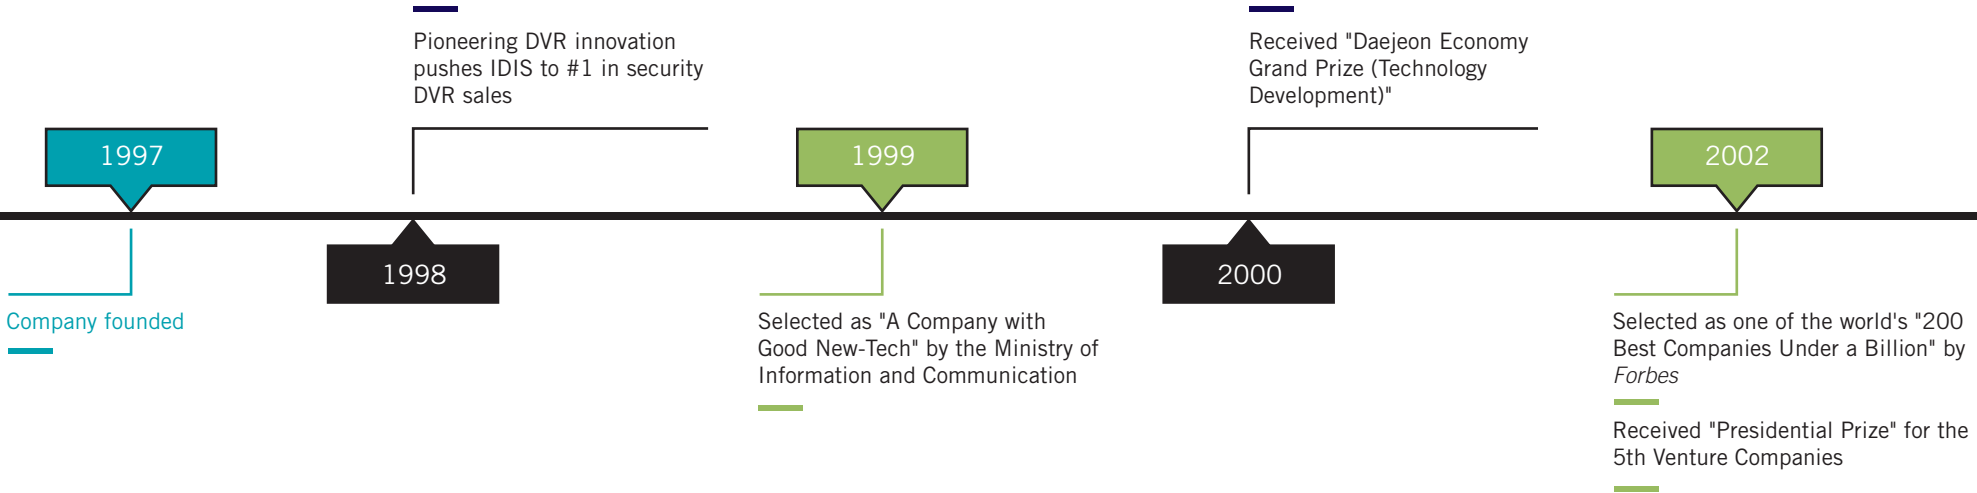 1997
Company founded
Pioneering DVR innovation
pushes IDIS to #1 in security
DVR sales
1998
1999
Selected as "A Company with
Good New-Tech" by the Ministry of
Information and Communication
Received "Daejeon Economy
Grand Prize (Technology
Development)"
2000
2002
Selected as one of the world's "200
Best Companies Under a Billion" by
Forbes
Received "Presidential Prize" for the
5th Venture Companies